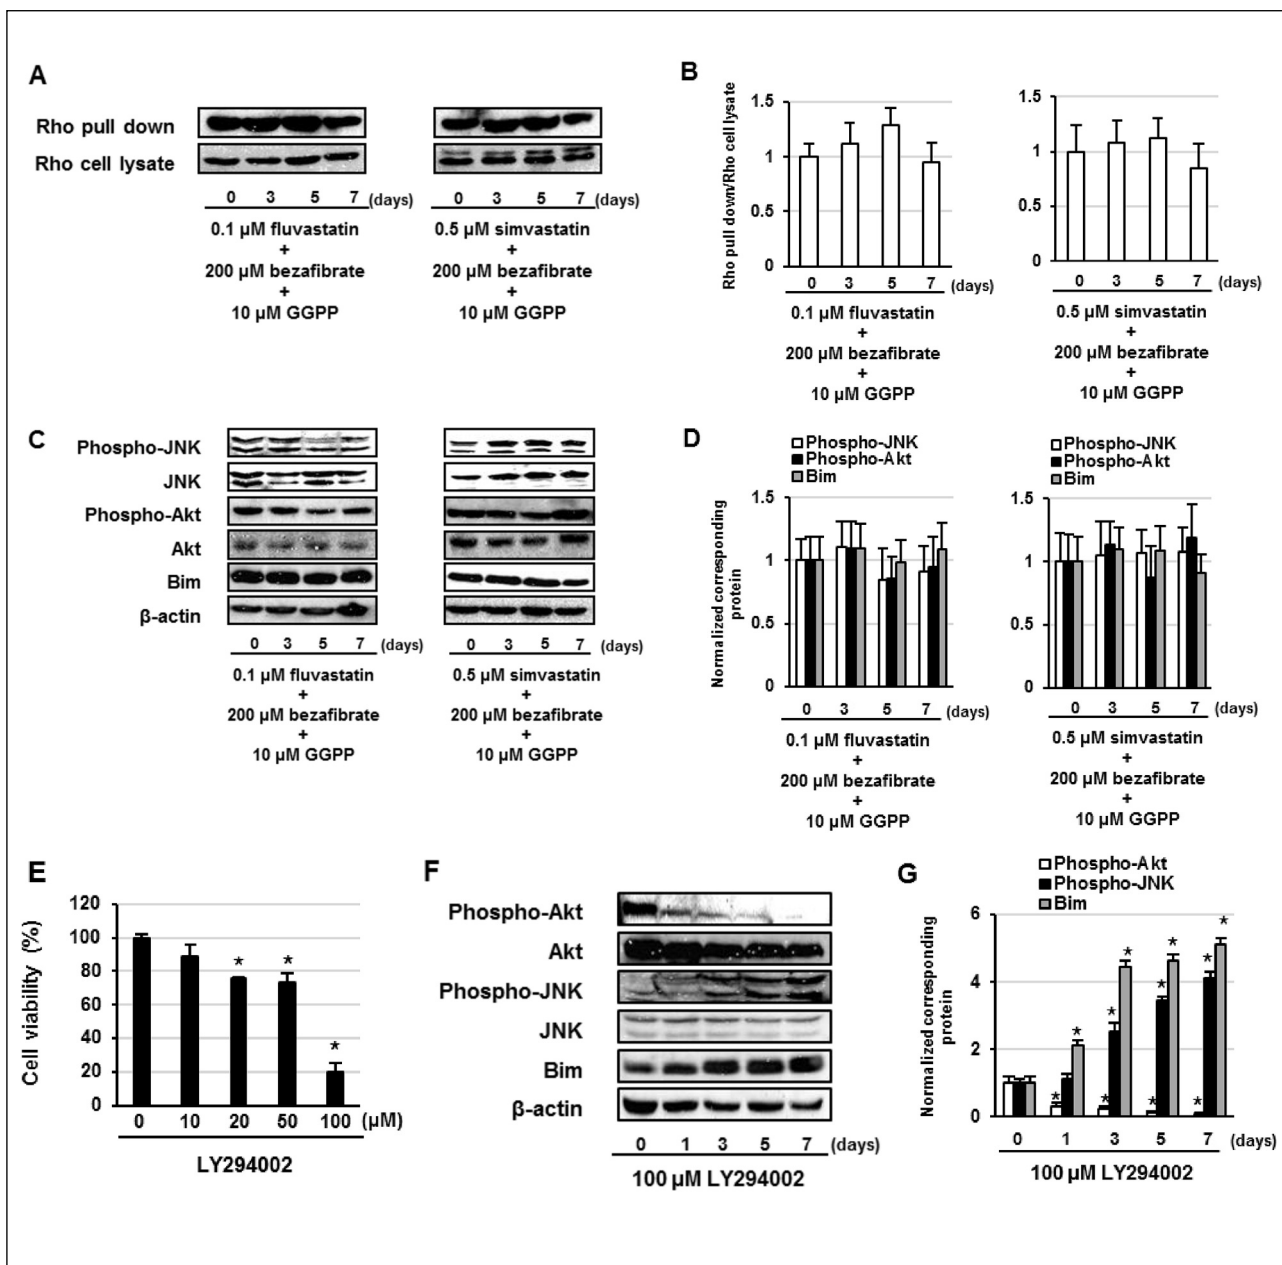 A
Rho pull down
Rho cell lysate
0 3 5 7 (days)
0.1 µM fluvastatin
+
200 µM bezafibrate
+
10 µM GGPP
0 3 5 7 (days)
0.5 µM simvastatin
+
200 µM bezafibrate
+
10 µM GGPP
B
Rho pull down/Rho cell lysate
1.5
1
0.5
0
0 3 5 7 (days)
0.1 µM fluvastatin
+
200 µM bezafibrate
+
10 µM GGPP
1.5
1
0.5
0
0 3 5 7 (days)
0.5 µM simvastatin
+
200 µM bezafibrate
+
10 µM GGPP
C
Phospho-JNK
JNK
Phospho-Akt
Akt
Bim
β-actin
0 3 5 7 (days)
0.1 µM fluvastatin
+
200 µM bezafibrate
+
10 µM GGPP
0 3 5 7 (days)
0.5 µM simvastatin
+
200 µM bezafibrate
+
10 µM GGPP
D
Phospho-JNK
Phospho-Akt
Bim
Normalized corresponding
protein
1.5
1
0.5
0
0 3 5 7 (days)
0.1 µM fluvastatin
+
200 µM bezafibrate
+
10 µM GGPP
Phospho-JNK
Phospho-Akt
Bim
1.5
1
0.5
0
0 3 5 7 (days)
0.5 µM simvastatin
+
200 µM bezafibrate
+
10 µM GGPP
E
Cell viability (%)
120
100
80
60
40
20
0
* * *
0 10 20 50 100 (µM)
LY294002
F
Phospho-Akt
Akt
Phospho-JNK
JNK
Bim
β-actin
0 1 3 5 7 (days)
100 µM LY294002
G
Phospho-Akt
Phospho-JNK
Bim
Normalized corresponding
protein
6
4
2
0
* * * * * * * * * * *
0 1 3 5 7 (days)
100 µM LY294002